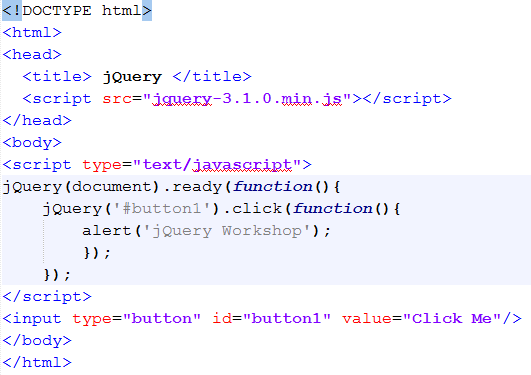 <!DOCTYPE html>
<html>
<head>
  <title> jQuery </title>
  <script src="jquery-3.1.0.min.js"></script>
</head>
<body>
<script type="text/javascript">
jQuery(document).ready(function(){
    jQuery('#button1').click(function(){
        alert('jQuery Workshop');
        });
    });
</script>
<input type="button" id="button1" value="Click Me"/>
</body>
</html>